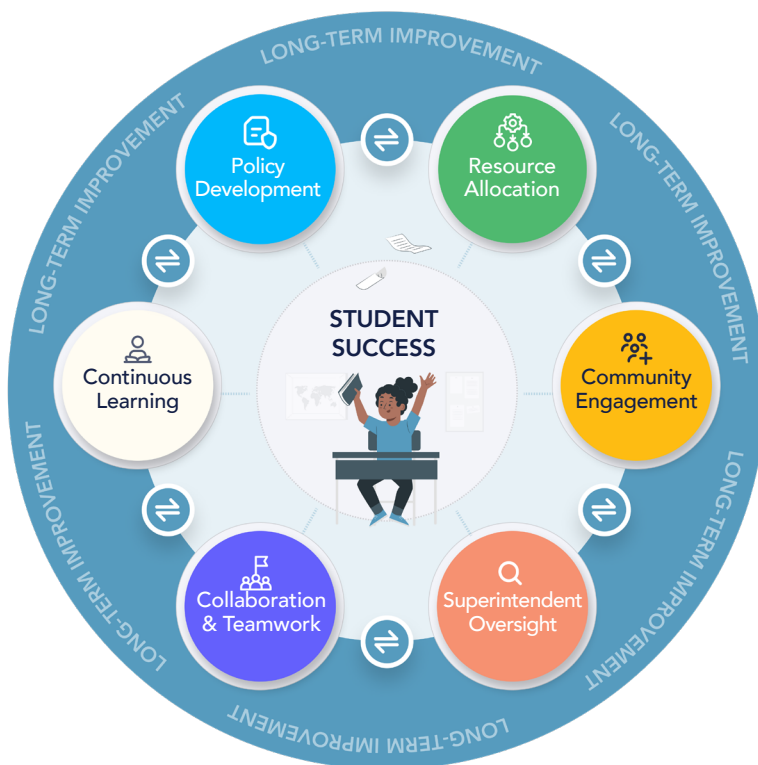 LONG-TERM IMPROVEMENT
LONG-TERM IMPROVEMENT
LONG-TERM IMPROVEMENT
Policy
Development
Resource
Allocation
STUDENT
SUCCESS
Continuous
Learning
Community
Engagement
LONG-TERM IMPROVEMENT
LONG-TERM IMPROVEMENT
Collaboration
& Teamwork
Superintendent
Oversight
LONG-TERM IMPROVEMENT